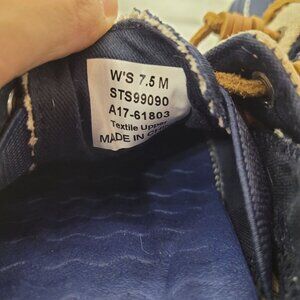 W'S 7.5 M
STS99090
A17-61803
Textile Upper
MADE IN